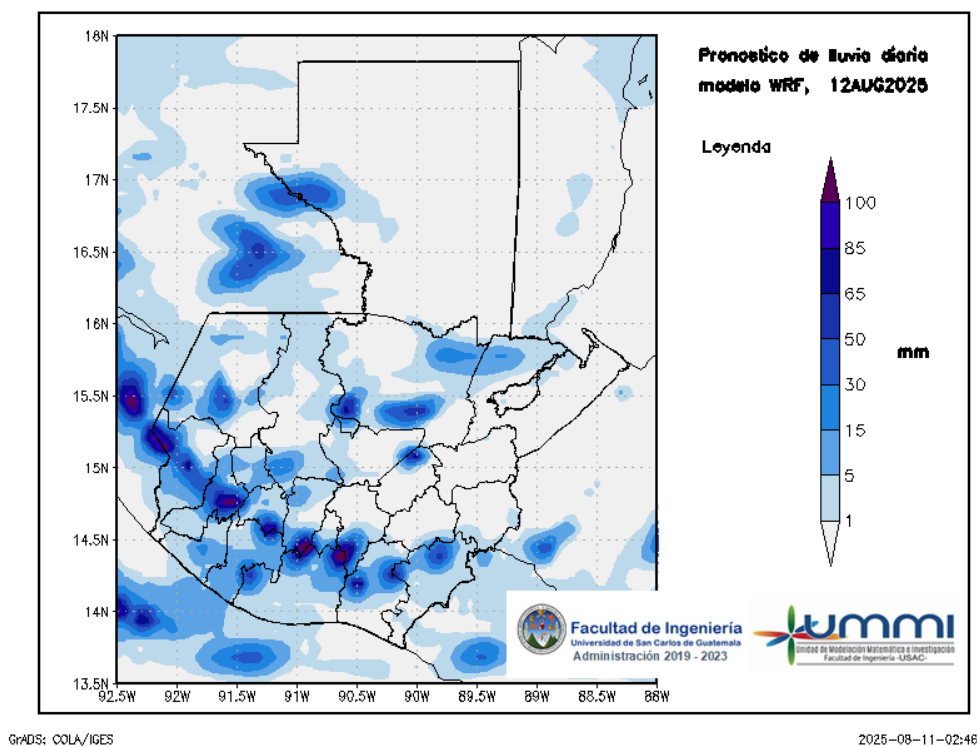 Pronostico de lluvia diaria
modelo WRF, 12AUG2025
Leyenda
100
85
65
50
30
15
5
1
mm
18N
17.5N
17N
16.5N
16N
15.5N
15N
14.5N
14N
13.5N
92.5W 92W 91.5W 91W 90.5W 90W 89.5W 89W 88.5W 88W
Facultad de Ingeniería
Universidad de San Carlos de Guatemala
Administración 2019 - 2023
UMMI
Unidad de Modelación Matemática e Investigación
Facultad de Ingeniería -USAC-
GrADS: COLA/IGES
2025-08-11-02:46